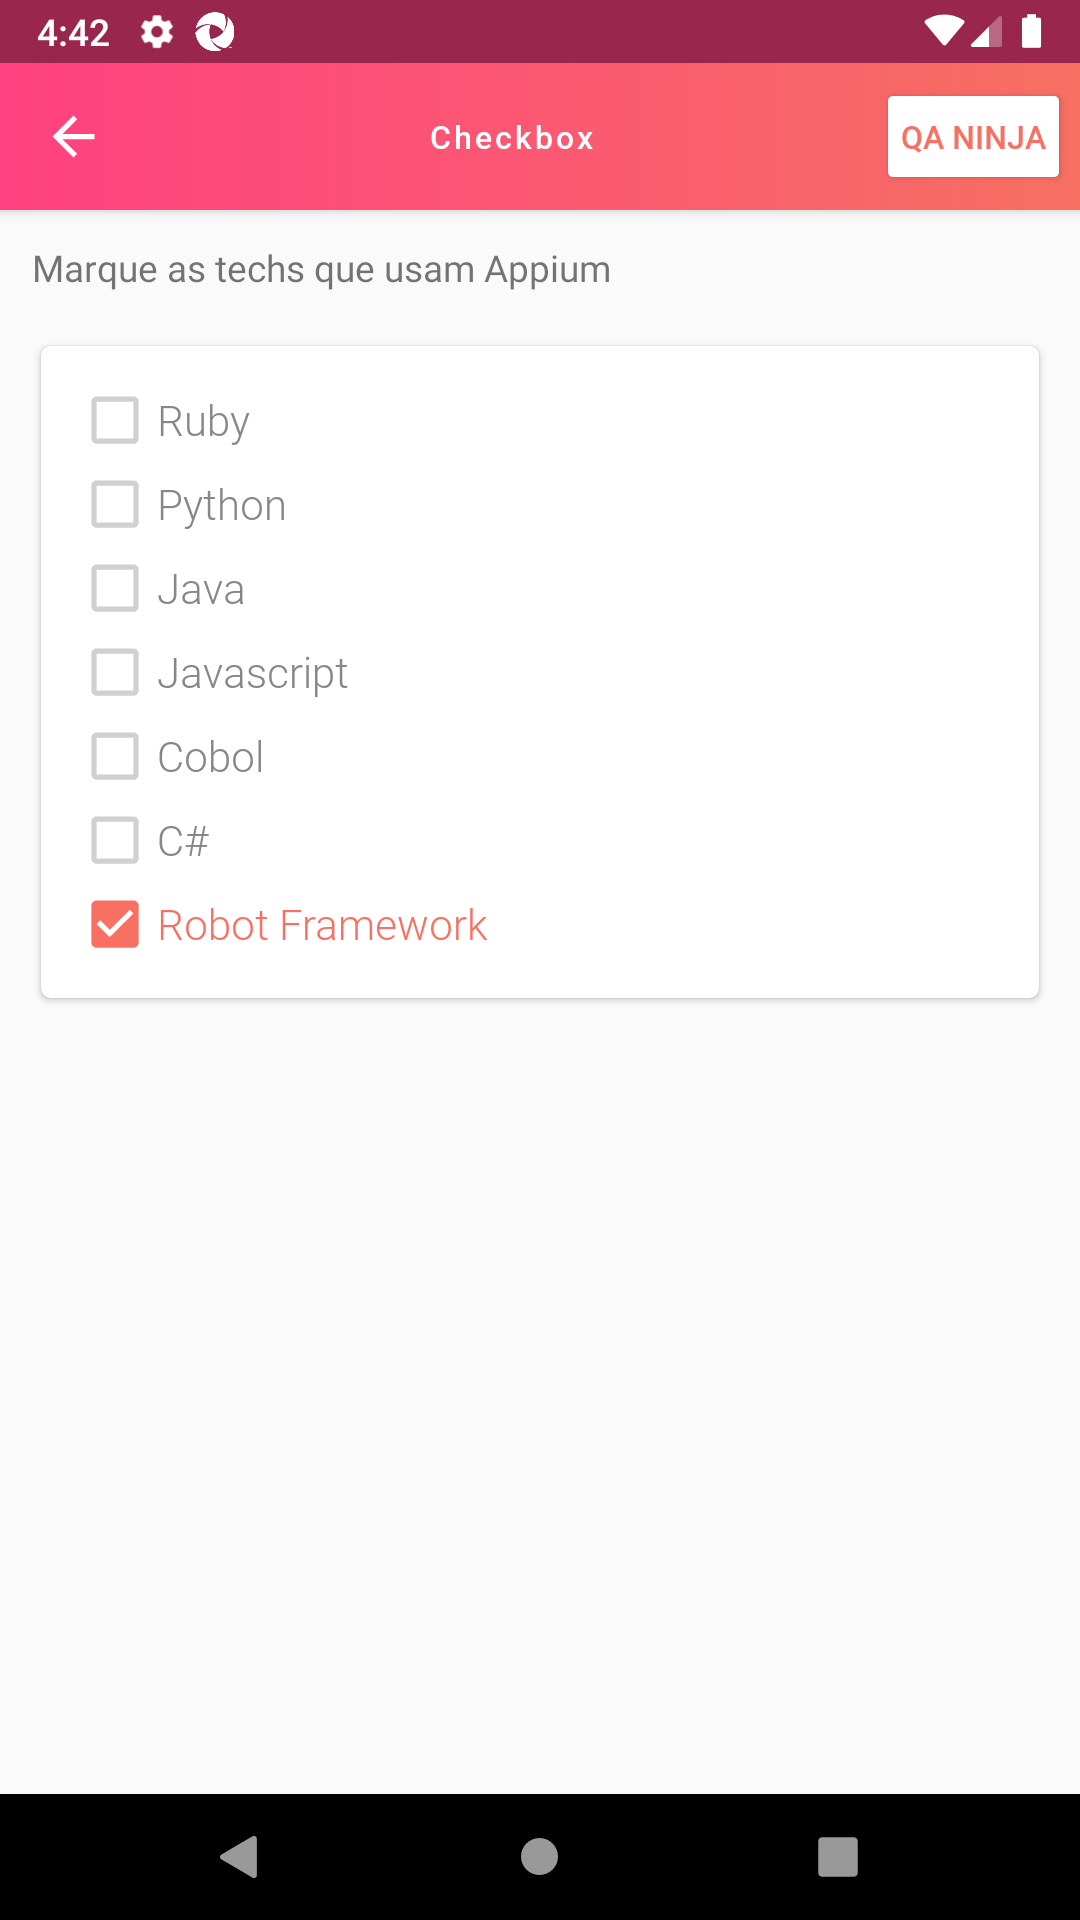 4:42
Checkbox
QA NINJA
Marque as techs que usam Appium
Ruby
Python
Java
Javascript
Cobol
C#
Robot Framework